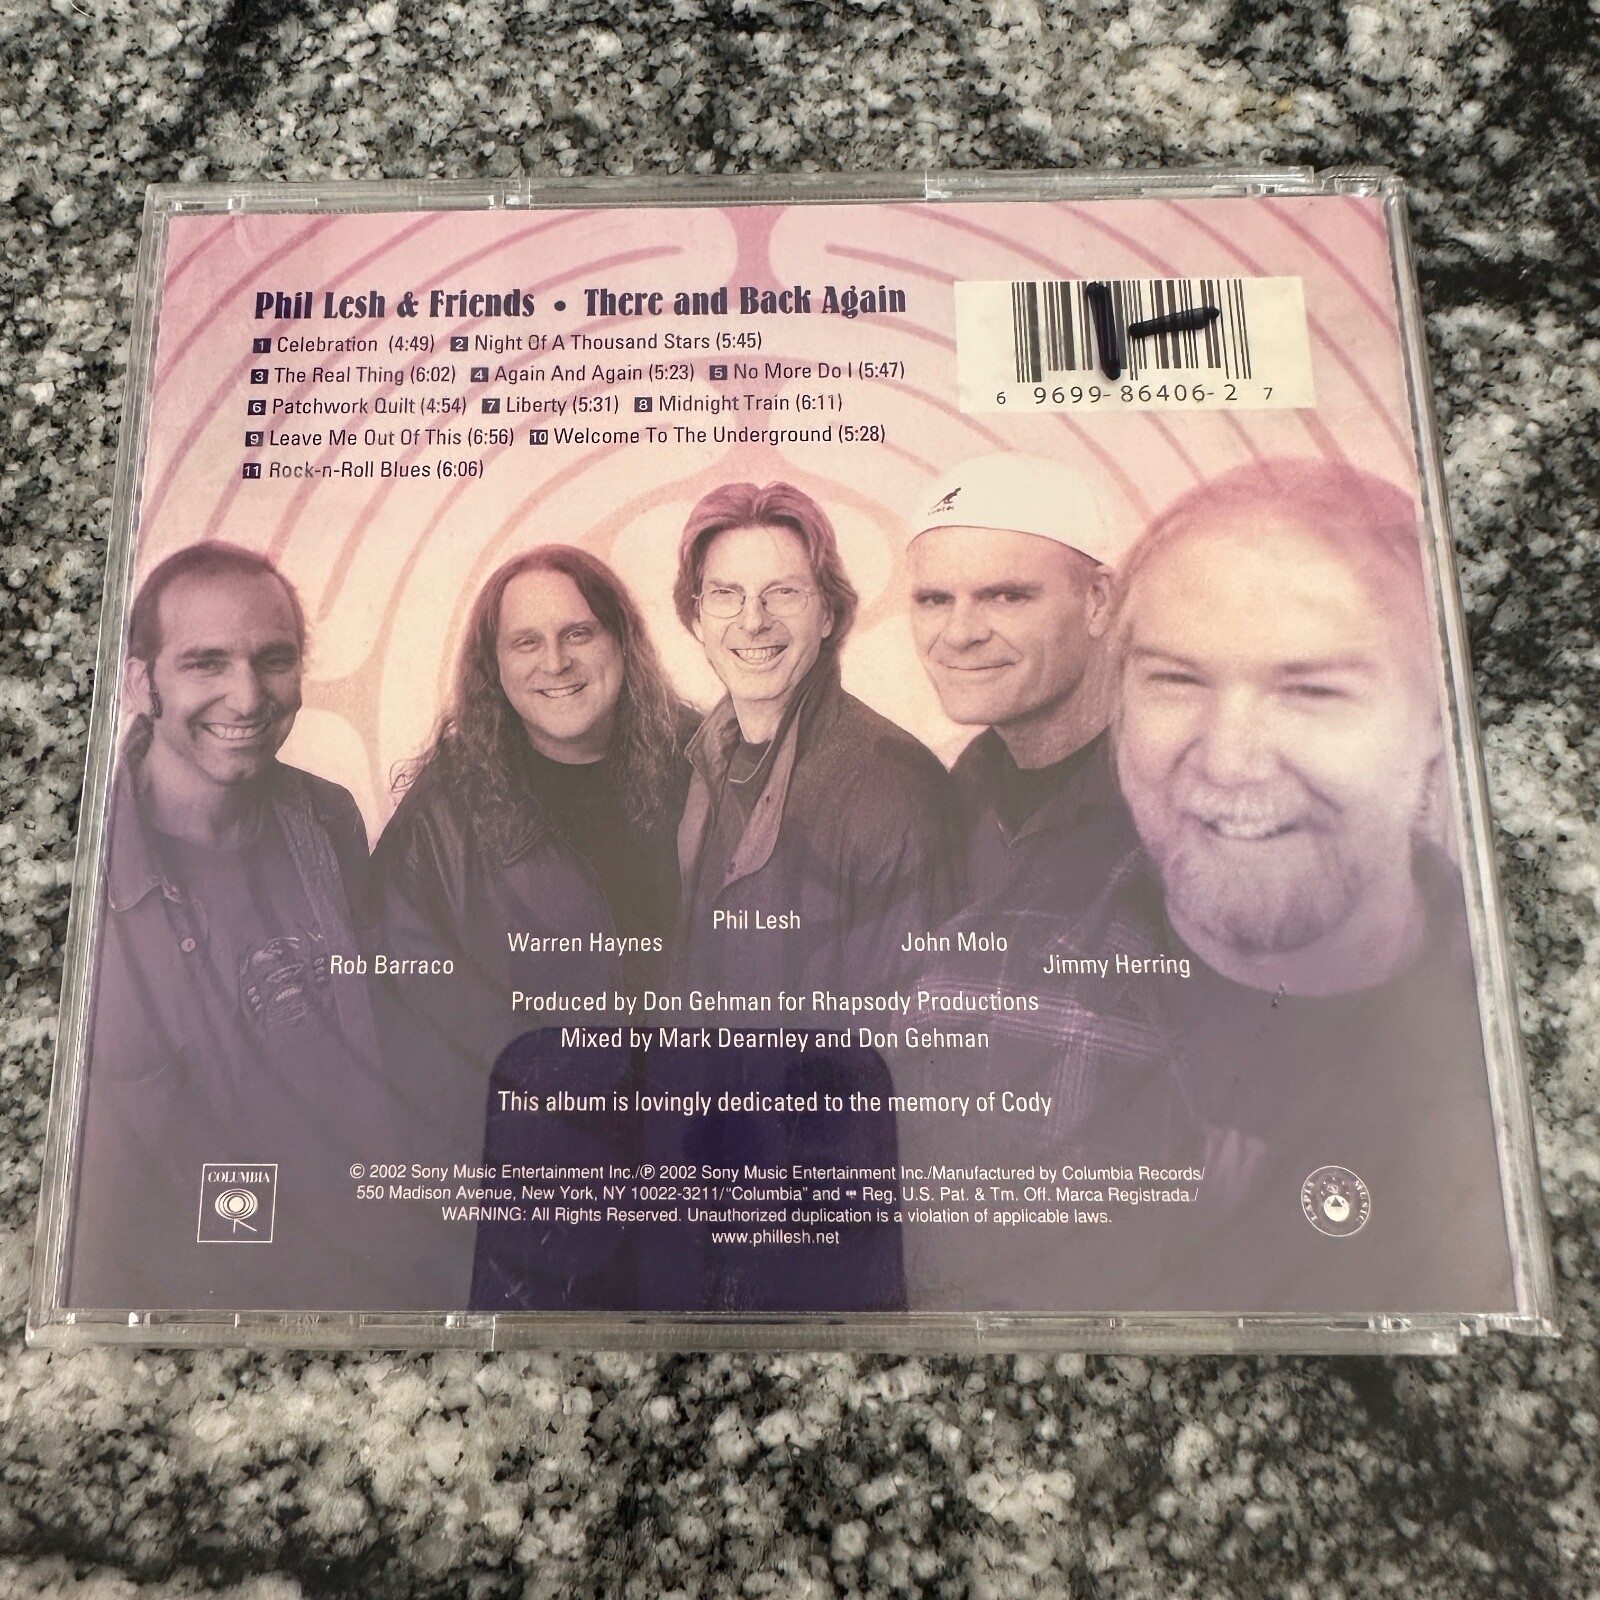 Phil Lesh & Friends • There and Back Again
1 Celebration (4:49) 2 Night Of A Thousand Stars (5:45)
3 The Real Thing (6:02) 4 Again And Again (5:23) 5 No More Do I (5:47)
6 Patchwork Quilt (4:54) 7 Liberty (5:31) 8 Midnight Train (6:11)
9 Leave Me Out Of This (6:56) 10 Welcome To The Underground (5:28)
11 Rock-n-Roll Blues (6:06)
6 9699-86406-2 7
Phil Lesh
Warren Haynes John Molo
Rob Barraco Jimmy Herring
Produced by Don Gehman for Rhapsody Productions
Mixed by Mark Dearnley and Don Gehman
This album is lovingly dedicated to the memory of Cody
COLUMBIA
© 2002 Sony Music Entertainment Inc./℗ 2002 Sony Music Entertainment Inc./Manufactured by Columbia Records/
550 Madison Avenue, New York, NY 10022-3211/"Columbia" and Reg. U.S. Pat. & Tm. Off. Marca Registrada./
WARNING: All Rights Reserved. Unauthorized duplication is a violation of applicable laws.
www.phillesh.net
LAPIS MUSIC